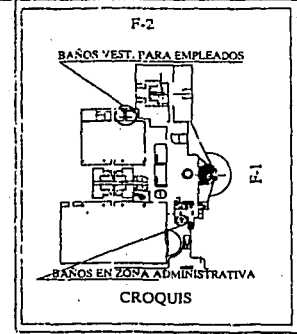 F-2
BAÑOS VEST. PARA EMPLEADOS
F-1
BAÑOS EN ZONA ADMINISTRATIVA
CROQUIS